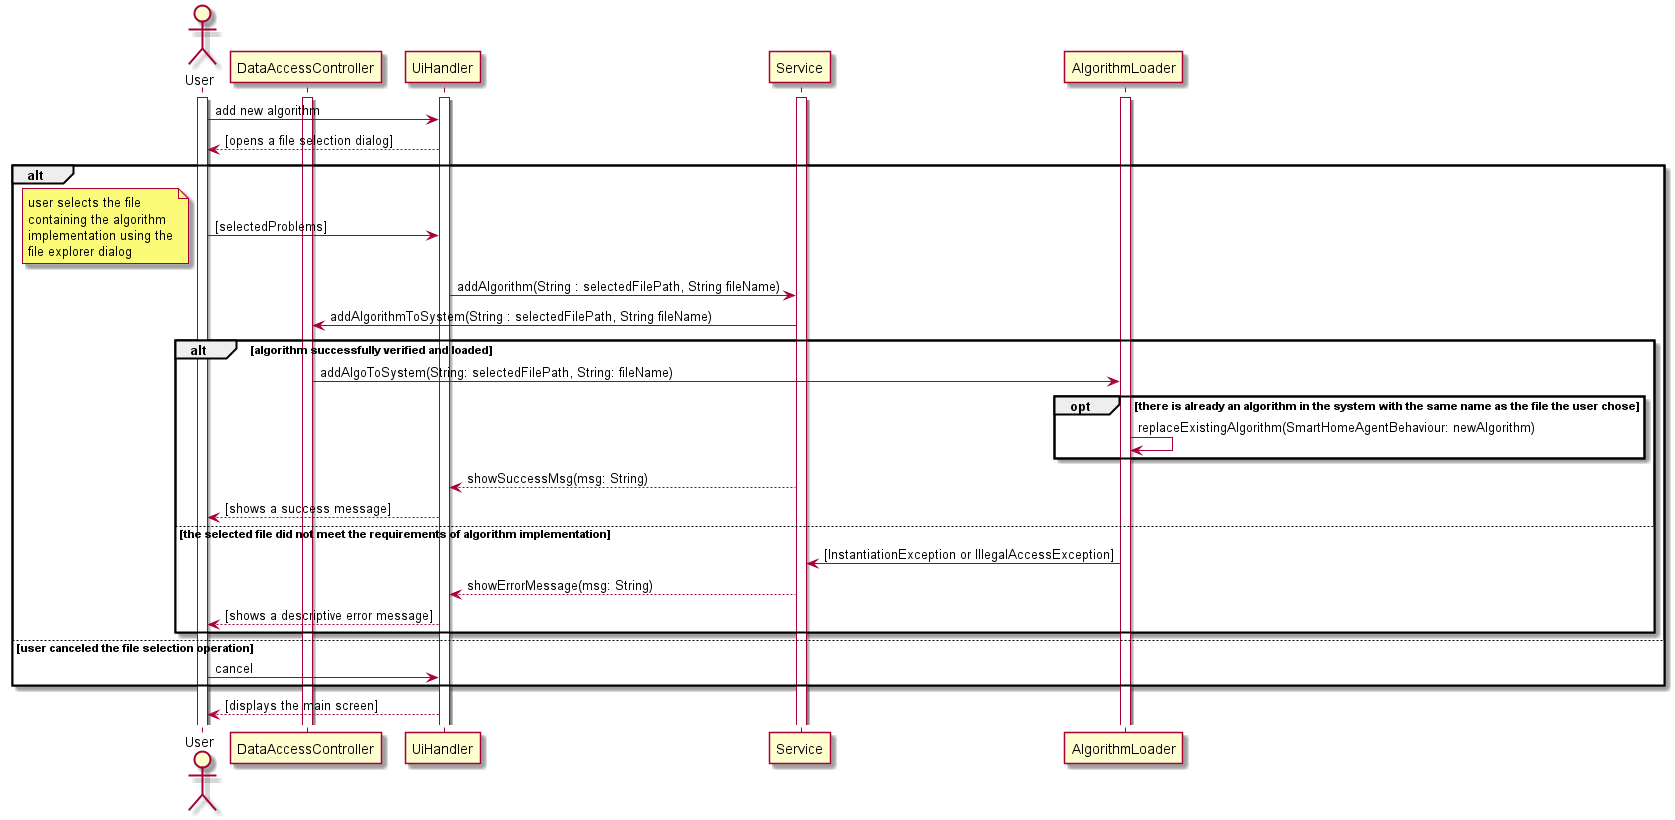 User
DataAccessController
UiHandler
Service
AlgorithmLoader
add new algorithm
[opens a file selection dialog]
alt
user selects the file
containing the algorithm
implementation using the
file explorer dialog
[selectedProblems]
addAlgorithm(String : selectedFilePath, String fileName)
addAlgorithmToSystem(String : selectedFilePath, String fileName)
alt [algorithm successfully verified and loaded]
addAlgoToSystem(String: selectedFilePath, String: fileName)
opt [there is already an algorithm in the system with the same name as the file the user chose]
replaceExistingAlgorithm(SmartHomeAgentBehaviour: newAlgorithm)
showSuccessMsg(msg: String)
[shows a success message]
[the selected file did not meet the requirements of algorithm implementation]
[InstantiationException or IllegalAccessException]
showErrorMessage(msg: String)
[shows a descriptive error message]
[user canceled the file selection operation]
cancel
[displays the main screen]
User
DataAccessController
UiHandler
Service
AlgorithmLoader